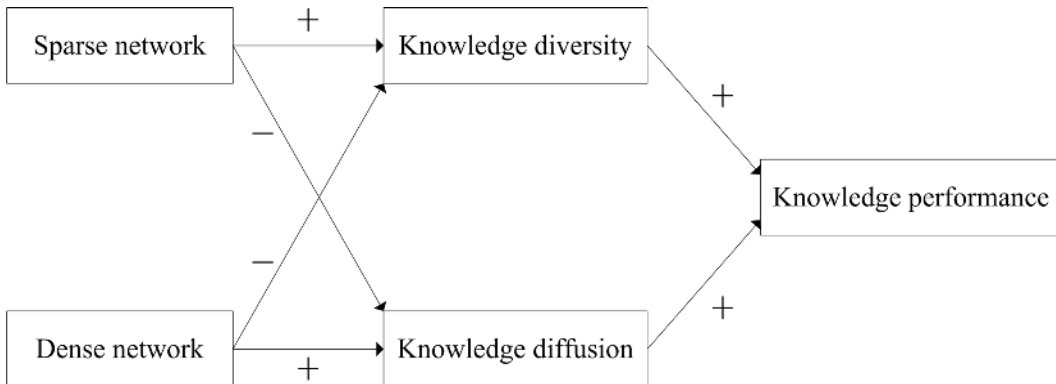 +
Sparse network
Knowledge diversity
+
−
Knowledge performance
−
+
Dense network
Knowledge diffusion
+